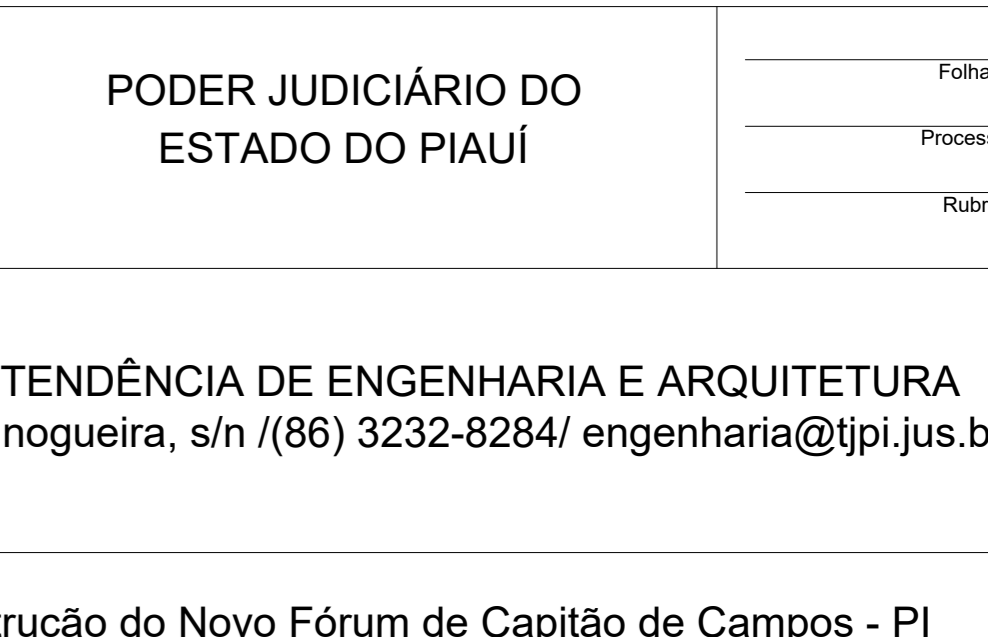 PODER JUDICIÁRIO DO
ESTADO DO PIAUÍ
Folha
Process
Rubr
TENDÊNCIA DE ENGENHARIA E ARQUITETURA
nogueira, s/n /(86) 3232-8284/ engenharia@tjpi.jus.b
trução do Novo Fórum de Capitão de Campos - PI